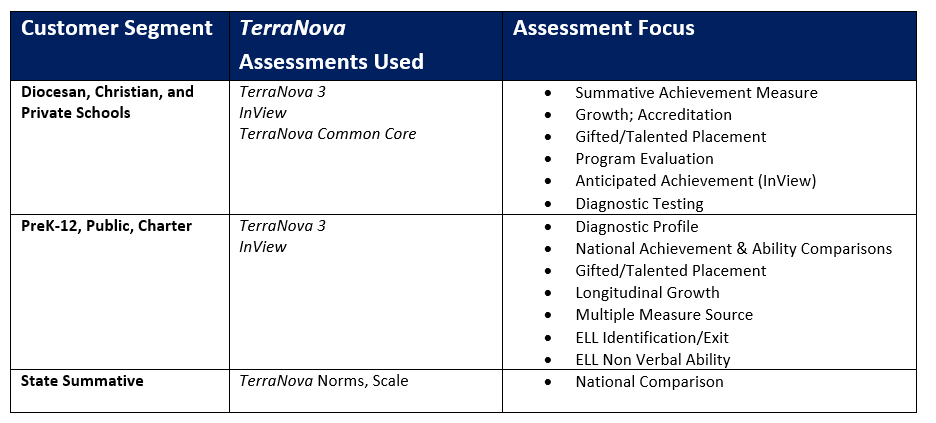 Customer Segment
TerraNova
Assessments Used
Assessment Focus
Diocesan, Christian, and
Private Schools
TerraNova 3
InView
TerraNova Common Core
• Summative Achievement Measure
• Growth; Accreditation
• Gifted/Talented Placement
• Program Evaluation
• Anticipated Achievement (InView)
• Diagnostic Testing
PreK-12, Public, Charter
TerraNova 3
InView
• Diagnostic Profile
• National Achievement & Ability Comparisons
• Gifted/Talented Placement
• Longitudinal Growth
• Multiple Measure Source
• ELL Identification/Exit
• ELL Non Verbal Ability
State Summative
TerraNova Norms, Scale
• National Comparison